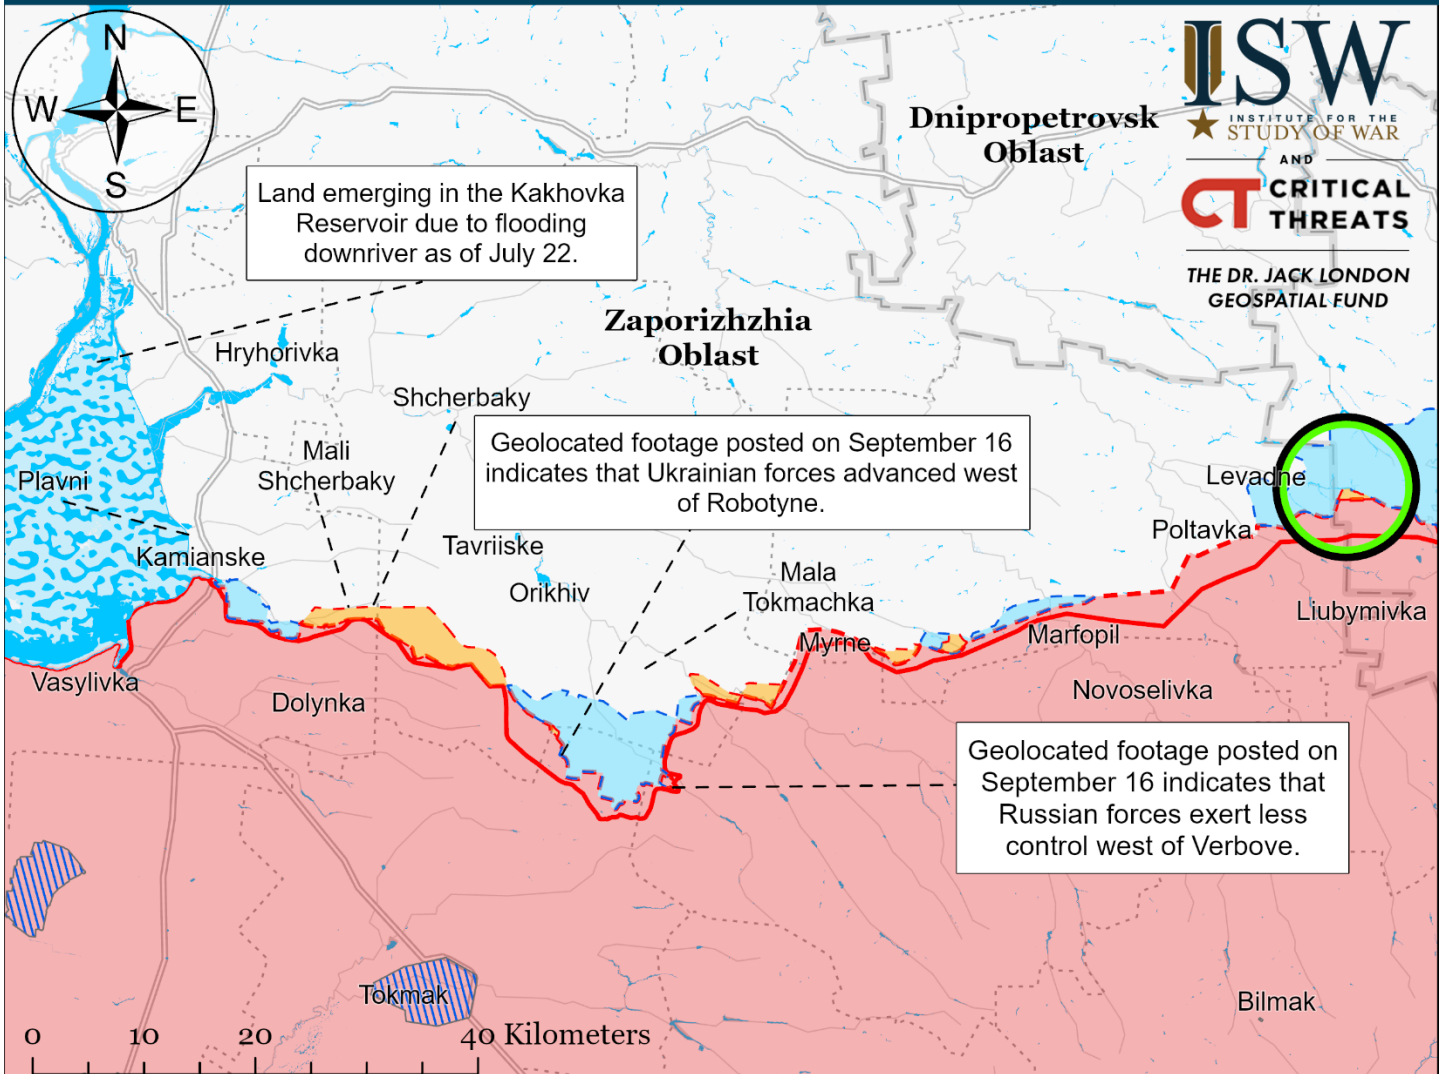 N
W
E
S
ISW
INSTITUTE FOR THE
STUDY OF WAR
AND
CT CRITICAL
THREATS
THE DR. JACK LONDON
GEOSPATIAL FUND
Dnipropetrovsk
Oblast
Land emerging in the Kakhovka
Reservoir due to flooding
downriver as of July 22.
Zaporizhzhia
Oblast
Hryhorivka
Shcherbaky
Geolocated footage posted on September 16
indicates that Ukrainian forces advanced west
of Robotyne.
Mali
Shcherbaky
Plavni
Levadne
Poltavka
Kamianske
Tavriiske
Orikhiv
Mala
Tokmachka
Liubymivka
Myrne
Marfopil
Vasylivka
Dolynka
Novoselivka
Geolocated footage posted on
September 16 indicates that
Russian forces exert less
control west of Verbove.
Tokmak
Bilmak
0 10 20 40 Kilometers